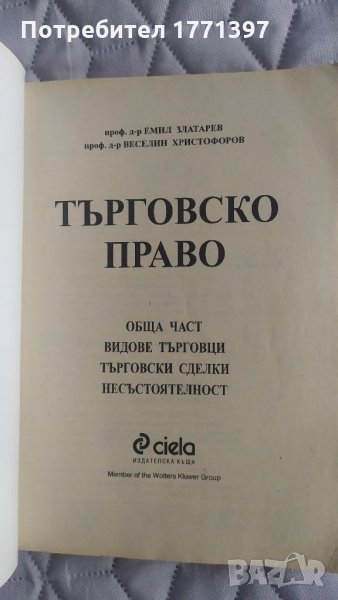 Потребител 1771397
проф. д-р ЕМИЛ ЗЛАТАРЕВ
проф. д-р ВЕСЕЛИН ХРИСТОФОРОВ
ТЪРГОВСКО
ПРАВО
ОБЩА ЧАСТ
ВИДОВЕ ТЪРГОВЦИ
ТЪРГОВСКИ СДЕЛКИ
НЕСЪСТОЯТЕЛНОСТ
ciela
ИЗДАТЕЛСКА КЪЩА
Member of the Wolters Kluwer Group
BAZAR